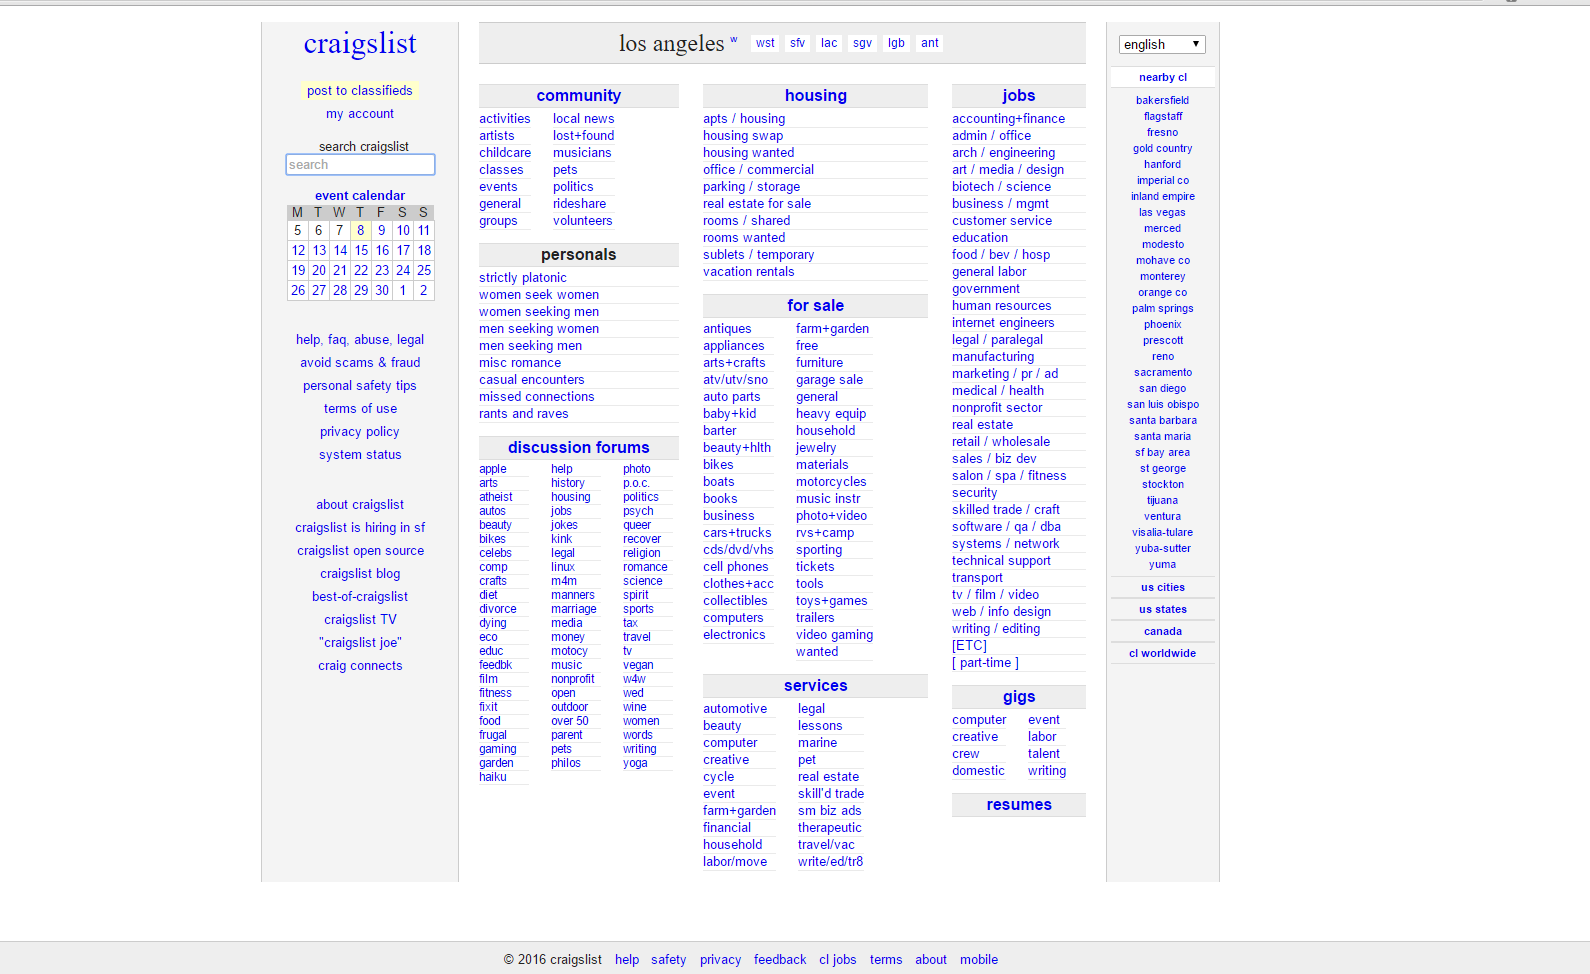 craigslist
post to classifieds
my account
search craigslist
search
event calendar
M T W T F S S
5 6 7 8 9 10 11
12 13 14 15 16 17 18
19 20 21 22 23 24 25
26 27 28 29 30 1 2
help, faq, abuse, legal
avoid scams & fraud
personal safety tips
terms of use
privacy policy
system status
about craigslist
craigslist is hiring in sf
craigslist open source
craigslist blog
best-of-craigslist
craigslist TV
"craigslist joe"
craig connects
los angeles w wst sfv lac sgv lgb ant
community
activities
artists
childcare
classes
events
general
groups
local news
lost+found
musicians
pets
politics
rideshare
volunteers
personals
strictly platonic
women seek women
women seeking men
men seeking women
men seeking men
misc romance
casual encounters
missed connections
rants and raves
discussion forums
apple
arts
atheist
autos
beauty
bikes
celebs
comp
crafts
diet
divorce
dying
eco
educ
feedbk
film
fitness
fixit
food
frugal
gaming
garden
haiku
help
history
housing
jobs
jokes
kink
legal
linux
m4m
manners
marriage
media
money
motocy
music
nonprofit
open
outdoor
over 50
parent
pets
philos
photo
p.o.c.
politics
psych
queer
recover
religion
romance
science
spirit
sports
tax
travel
tv
vegan
w4w
wed
wine
women
words
writing
yoga
housing
apts / housing
housing swap
housing wanted
office / commercial
parking / storage
real estate for sale
rooms / shared
rooms wanted
sublets / temporary
vacation rentals
for sale
antiques
appliances
arts+crafts
atv/utv/sno
auto parts
baby+kid
barter
beauty+hlth
bikes
boats
books
business
cars+trucks
cds/dvd/vhs
cell phones
clothes+acc
collectibles
computers
electronics
farm+garden
free
furniture
garage sale
general
heavy equip
household
jewelry
materials
motorcycles
music instr
photo+video
rvs+camp
sporting
tickets
tools
toys+games
trailers
video gaming
wanted
services
automotive
beauty
computer
creative
cycle
event
farm+garden
financial
household
labor/move
legal
lessons
marine
pet
real estate
skill'd trade
sm biz ads
therapeutic
travel/vac
write/ed/tr8
jobs
accounting+finance
admin / office
arch / engineering
art / media / design
biotech / science
business / mgmt
customer service
education
food / bev / hosp
general labor
government
human resources
internet engineers
legal / paralegal
manufacturing
marketing / pr / ad
medical / health
nonprofit sector
real estate
retail / wholesale
sales / biz dev
salon / spa / fitness
security
skilled trade / craft
software / qa / dba
systems / network
technical support
transport
tv / film / video
web / info design
writing / editing
[ETC]
[ part-time ]
gigs
computer
creative
crew
domestic
event
labor
talent
writing
resumes
english
nearby cl
bakersfield
flagstaff
fresno
gold country
hanford
imperial co
inland empire
las vegas
merced
modesto
mohave co
monterey
orange co
palm springs
phoenix
prescott
reno
sacramento
san diego
san luis obispo
santa barbara
santa maria
sf bay area
st george
stockton
tijuana
ventura
visalia-tulare
yuba-sutter
yuma
us cities
us states
canada
cl worldwide
© 2016 craigslist help safety privacy feedback cl jobs terms about mobile